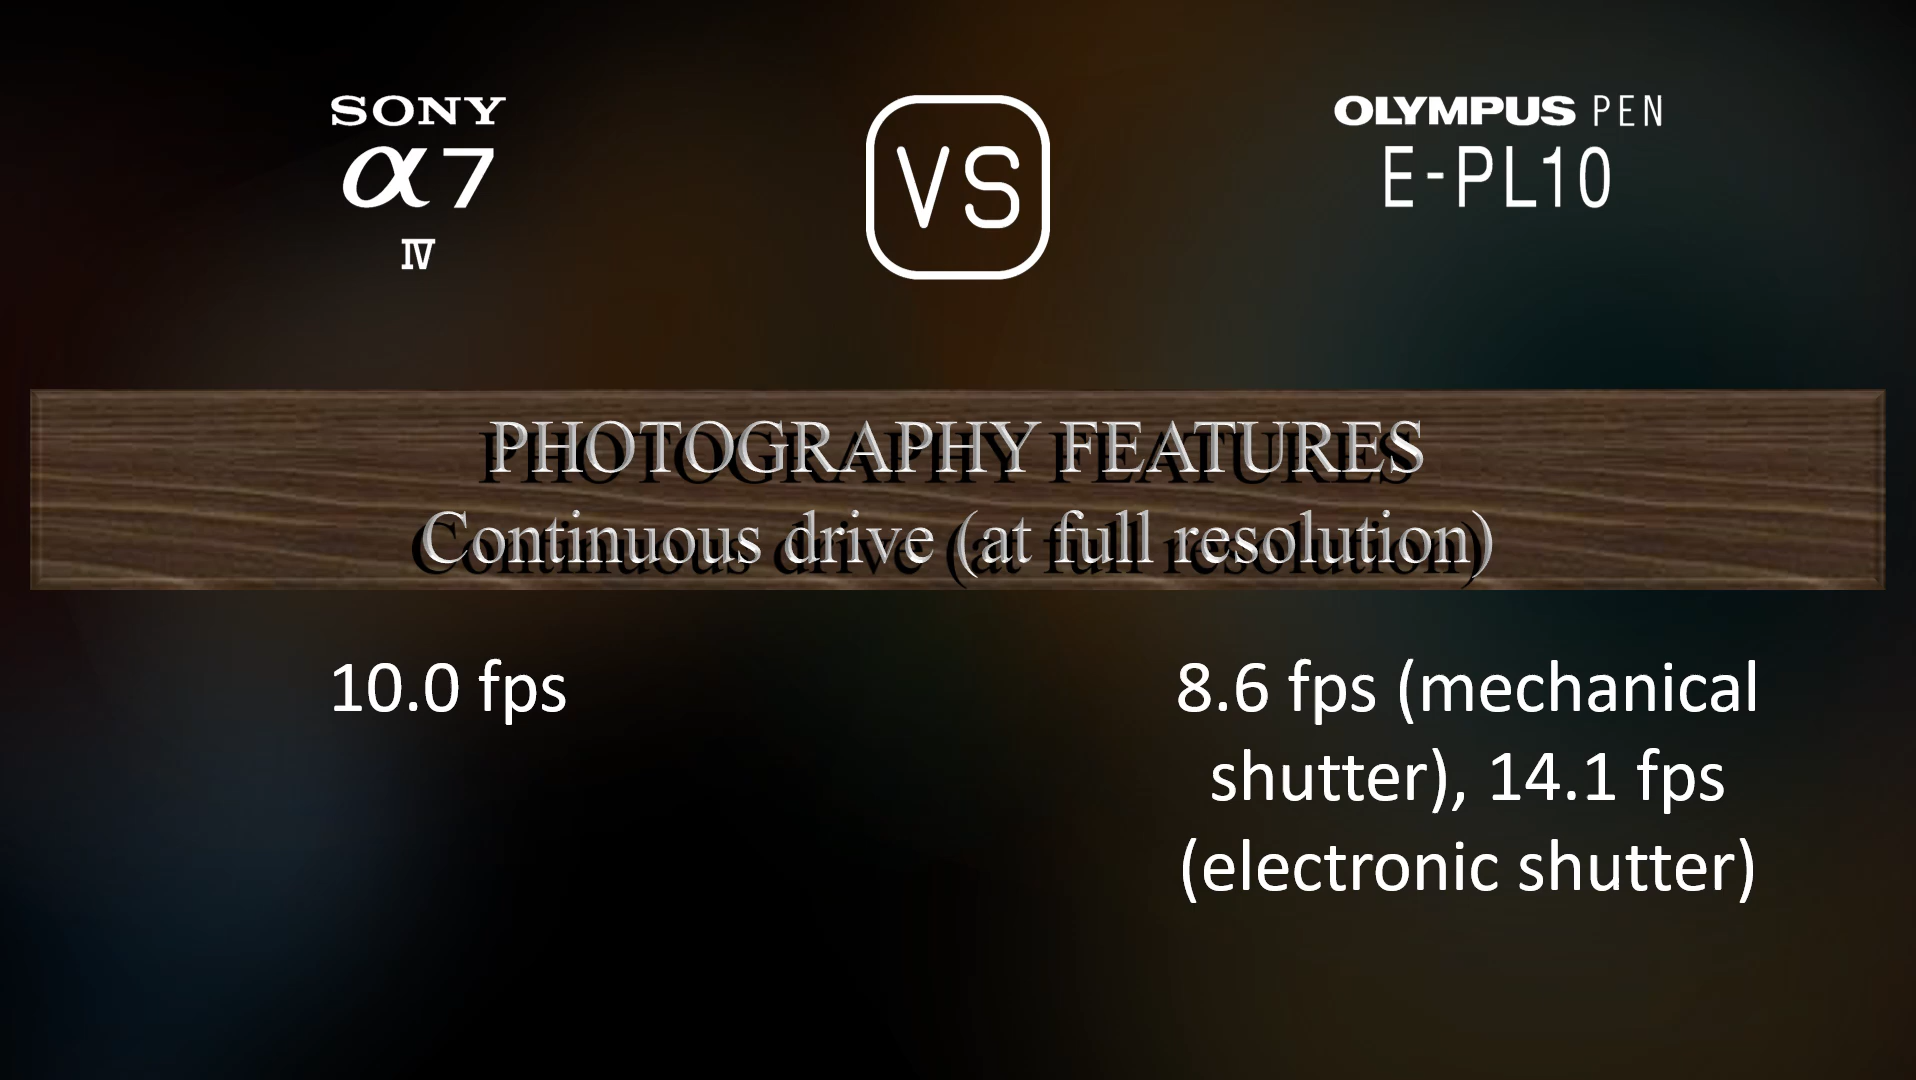 SONY
α7
IV
VS
OLYMPUS PEN
E-PL10
PHOTOGRAPHY FEATURES
Continuous drive (at full resolution)
10.0 fps
8.6 fps (mechanical
shutter), 14.1 fps
(electronic shutter)